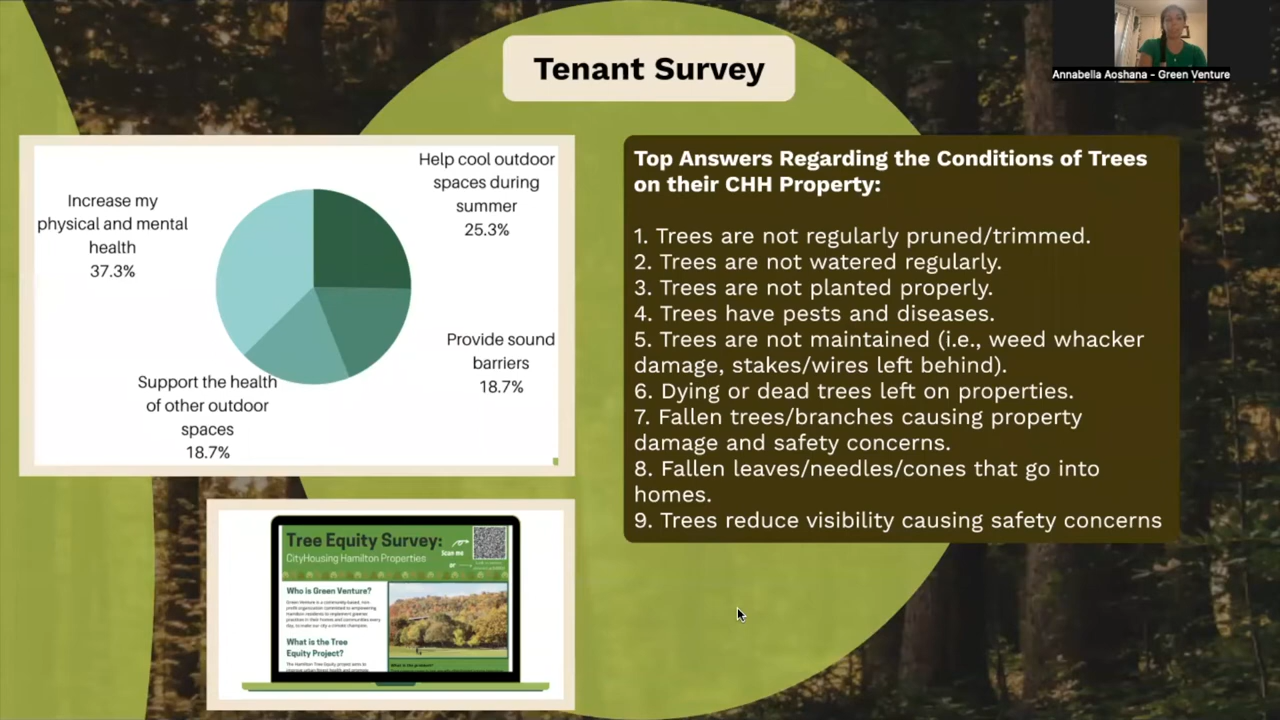 Tenant Survey
Annabella Aoshana - Green Venture
Help cool outdoor
spaces during
summer
25.3%
Increase my
physical and mental
health
37.3%
Provide sound
barriers
18.7%
Support the health
of other outdoor
spaces
18.7%
Top Answers Regarding the Conditions of Trees
on their CHH Property:
1. Trees are not regularly pruned/trimmed.
2. Trees are not watered regularly.
3. Trees are not planted properly.
4. Trees have pests and diseases.
5. Trees are not maintained (i.e., weed whacker
damage, stakes/wires left behind).
6. Dying or dead trees left on properties.
7. Fallen trees/branches causing property
damage and safety concerns.
8. Fallen leaves/needles/cones that go into
homes.
9. Trees reduce visibility causing safety concerns
Tree Equity Survey:
CityHousing Hamilton Properties
Scan me
Who is Green Venture?
What is the Tree
Equity Project?